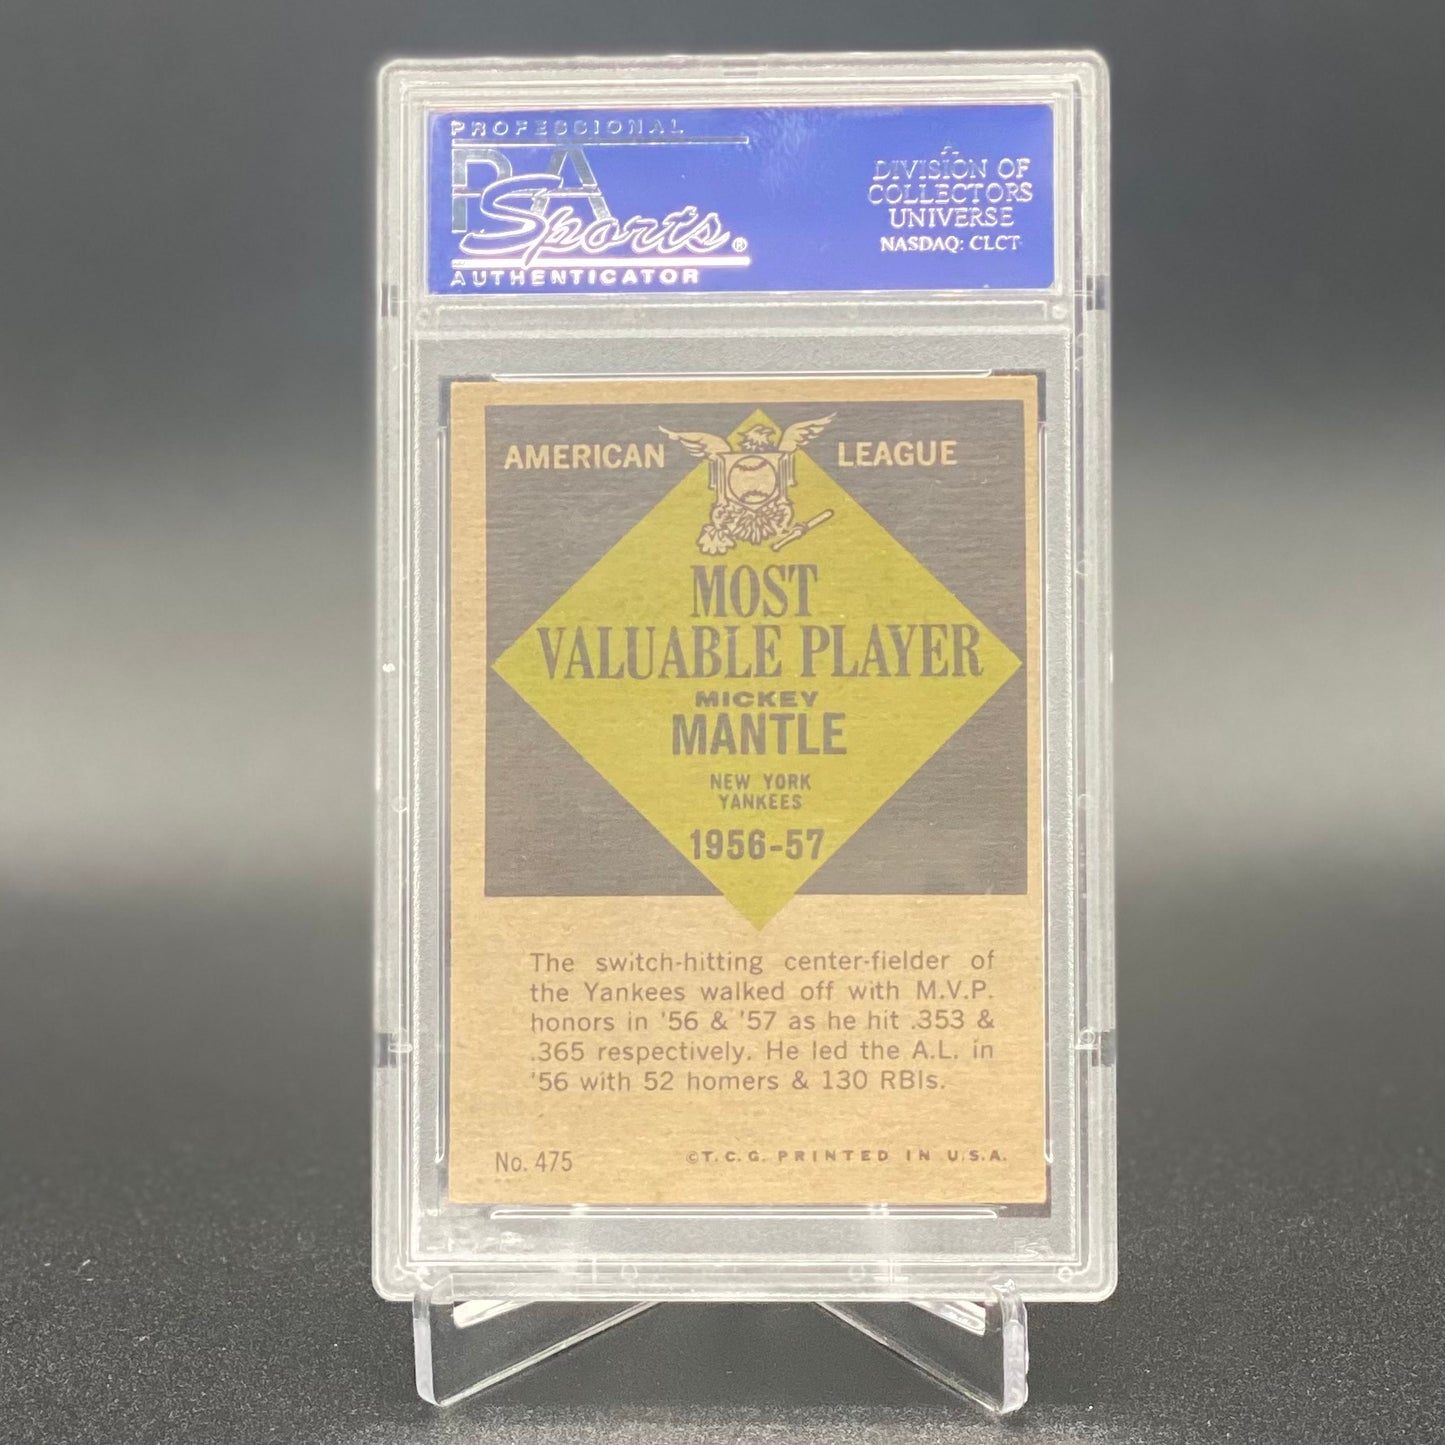 PROFESSIONAL
PSA
Sports®
AUTHENTICATOR
A
DIVISION OF
COLLECTORS
UNIVERSE
NASDAQ: CLCT
AMERICAN LEAGUE
MOST
VALUABLE PLAYER
MICKEY
MANTLE
NEW YORK
YANKEES
1956-57
The switch-hitting center-fielder of
the Yankees walked off with M.V.P.
honors in '56 & '57 as he hit .353 &
.365 respectively. He led the A.L. in
'56 with 52 homers & 130 RBIs.
No. 475 ©T.C.G. PRINTED IN U.S.A.